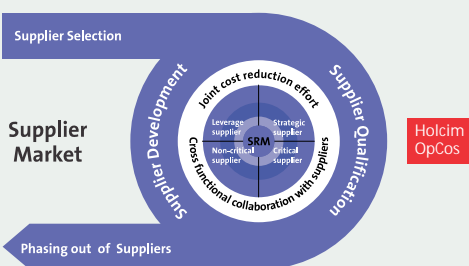 Supplier Selection
Supplier Development
Supplier Qualification
Joint cost reduction effort
Cross functional collaboration with suppliers
Leverage
supplier
Strategic
supplier
SRM
Non-critical
supplier
Critical
supplier
Supplier
Market
Holcim
OpCos
Phasing out of Suppliers